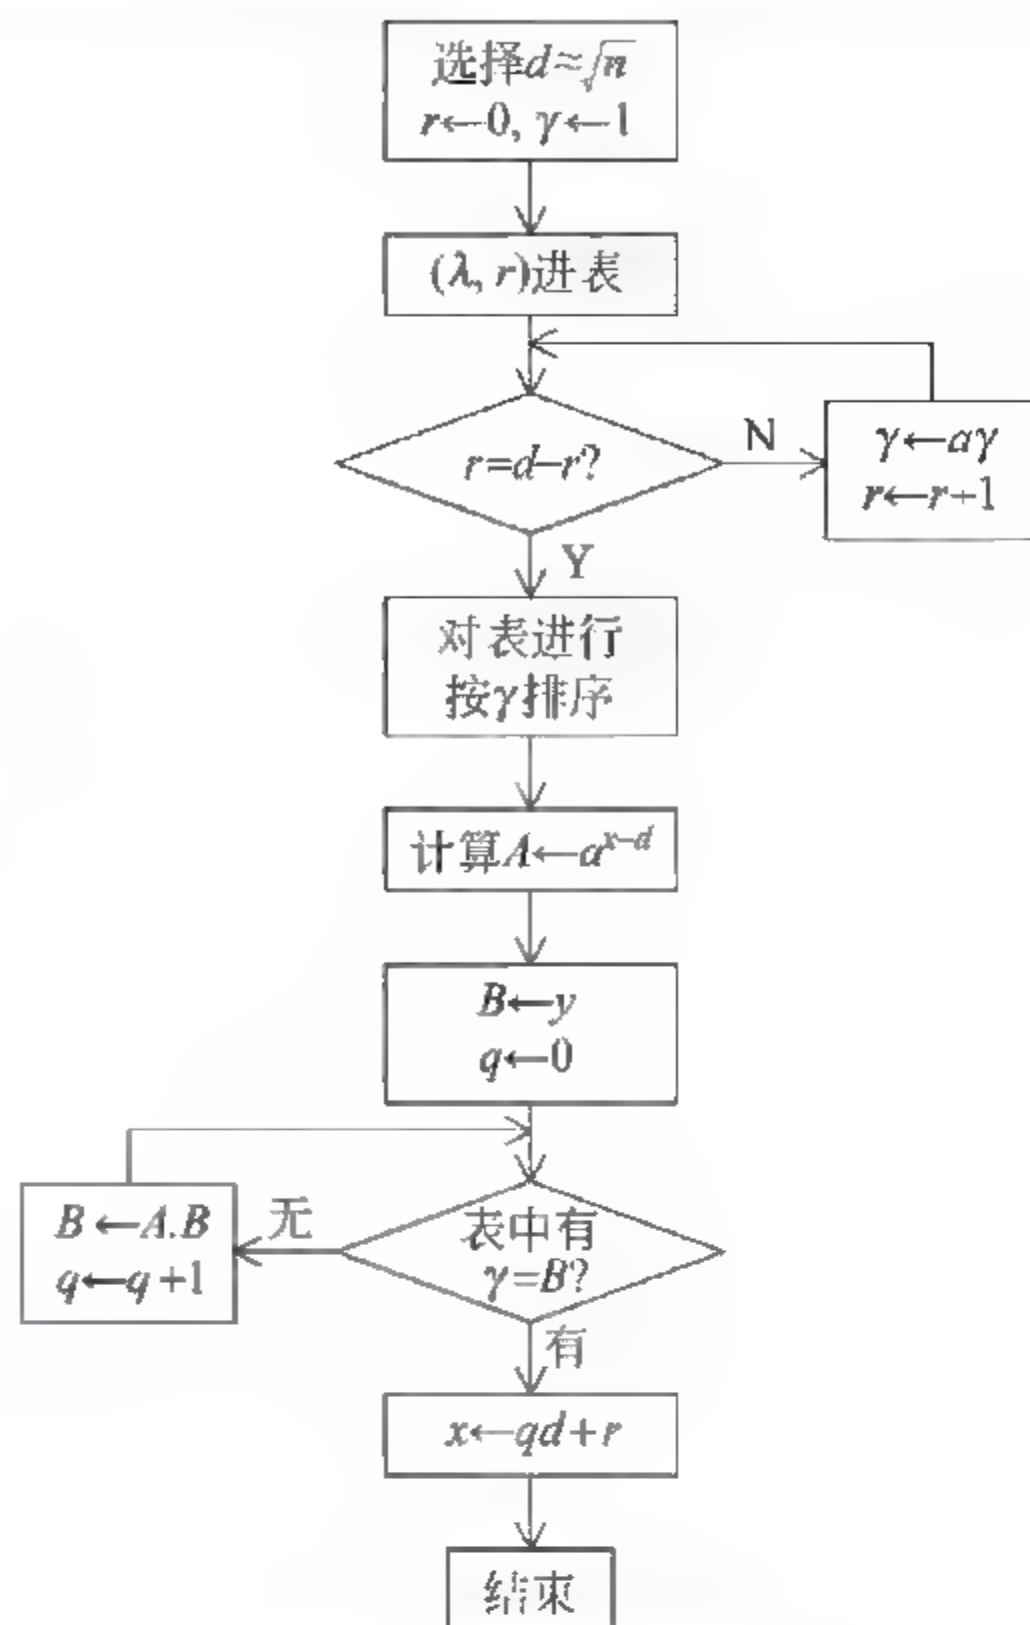 选择d≈√n
r←0, γ←1
(λ, r)进表
r=d−r?
N
γ←αγ
r←r+1
Y
对表进行
按γ排序
计算A←α^{x−d}
B←y
q←0
表中有
γ=B?
无
B←A.B
q←q+1
有
x←qd+r
结束